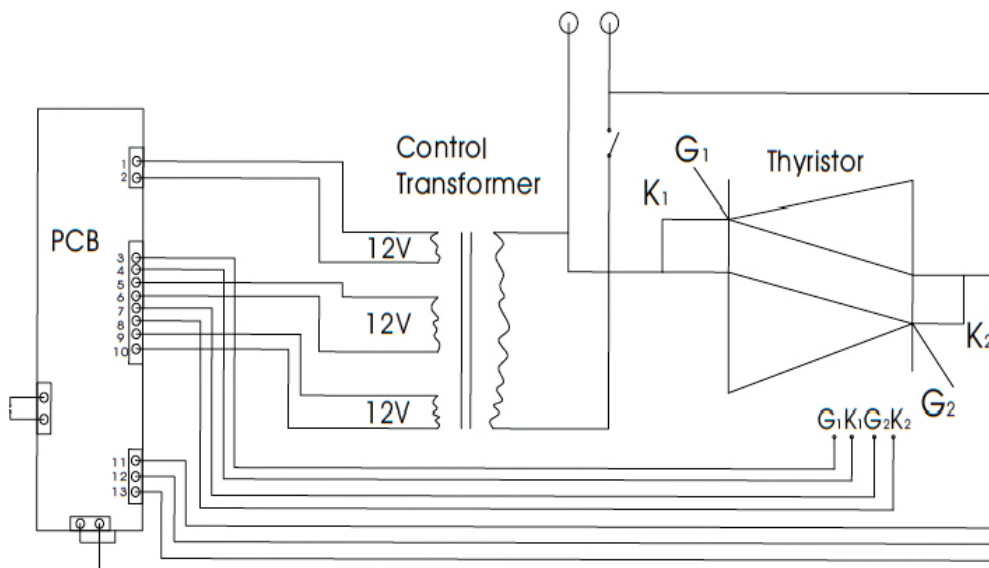 G₁
Thyristor
Control
Transformer
K₁
1
2
PCB
12V
3
4
5
6
7
8
9
10
12V
K₂
12V
G₂
G₁K₁G₂K₂
11
12
13